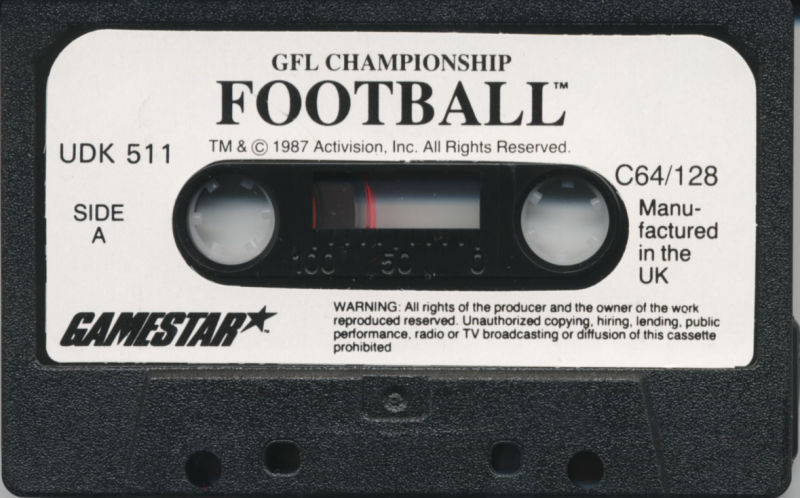 GFL CHAMPIONSHIP
FOOTBALL™
TM & © 1987 Activision, Inc. All Rights Reserved.
UDK 511
C64/128
SIDE
A
Manu-
factured
in the
UK
100 50 0
GAMESTAR™
WARNING: All rights of the producer and the owner of the work
reproduced reserved. Unauthorized copying, hiring, lending, public
performance, radio or TV broadcasting or diffusion of this cassette
prohibited